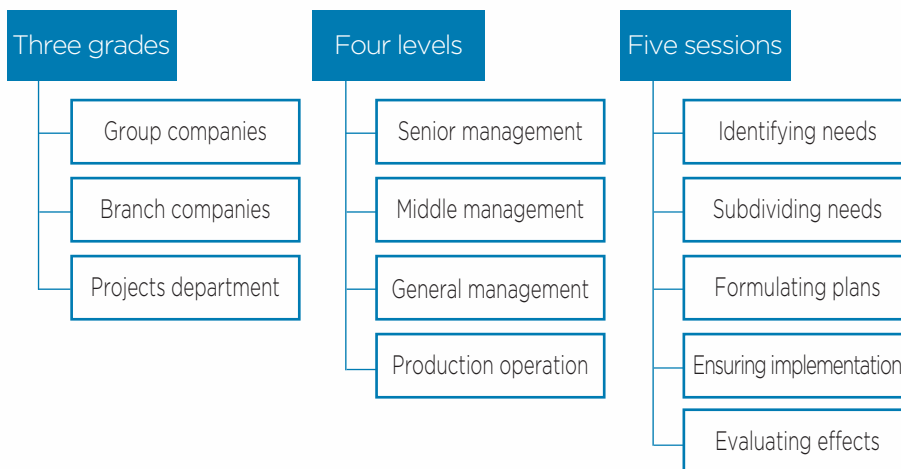 Three grades
Group companies
Branch companies
Projects department
Four levels
Senior management
Middle management
General management
Production operation
Five sessions
Identifying needs
Subdividing needs
Formulating plans
Ensuring implementation
Evaluating effects